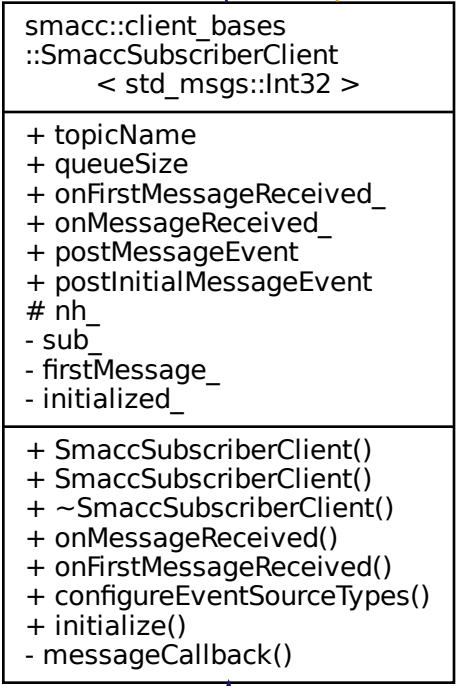 smacc::client_bases
::SmaccSubscriberClient
< std_msgs::Int32 >
+ topicName
+ queueSize
+ onFirstMessageReceived_
+ onMessageReceived_
+ postMessageEvent
+ postInitialMessageEvent
# nh_
- sub_
- firstMessage_
- initialized_
+ SmaccSubscriberClient()
+ SmaccSubscriberClient()
+ ~SmaccSubscriberClient()
+ onMessageReceived()
+ onFirstMessageReceived()
+ configureEventSourceTypes()
+ initialize()
- messageCallback()